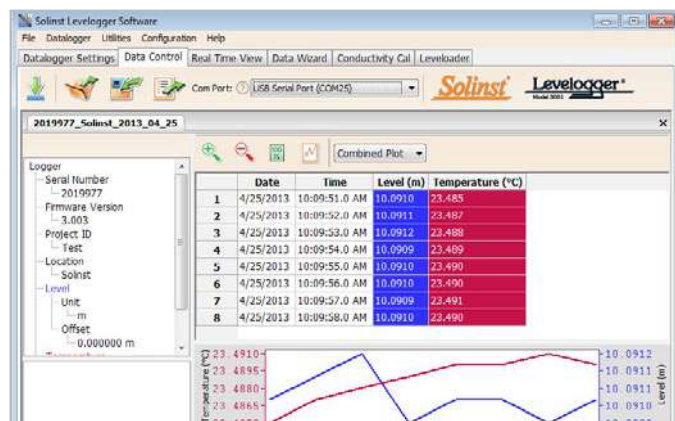 Solinst Levelogger Software
File Datalogger Utilities Configuration Help
Datalogger Settings Data Control Real Time View Data Wizard Conductivity Cal Leveloader
Com Port: USB Serial Port (COM25) Solinst Levelogger
2019977_Solinst_2013_04_25
Combined Plot
Logger
Serial Number
2019977
Firmware Version
3.003
Project ID
Test
Location
Solinst
Level
Unit
m
Offset
0.000000 m
Date Time Level (m) Temperature (°C)
1 4/25/2013 10:09:51.0 AM 10.0910 23.485
2 4/25/2013 10:09:52.0 AM 10.0911 23.487
3 4/25/2013 10:09:53.0 AM 10.0912 23.488
4 4/25/2013 10:09:54.0 AM 10.0909 23.489
5 4/25/2013 10:09:55.0 AM 10.0910 23.490
6 4/25/2013 10:09:56.0 AM 10.0910 23.490
7 4/25/2013 10:09:57.0 AM 10.0909 23.491
8 4/25/2013 10:09:58.0 AM 10.0910 23.490
Temperature (°C)
23.4910
23.4895
23.4880
23.4865
10.0912
10.0911
10.0911
10.0910
Level (m)